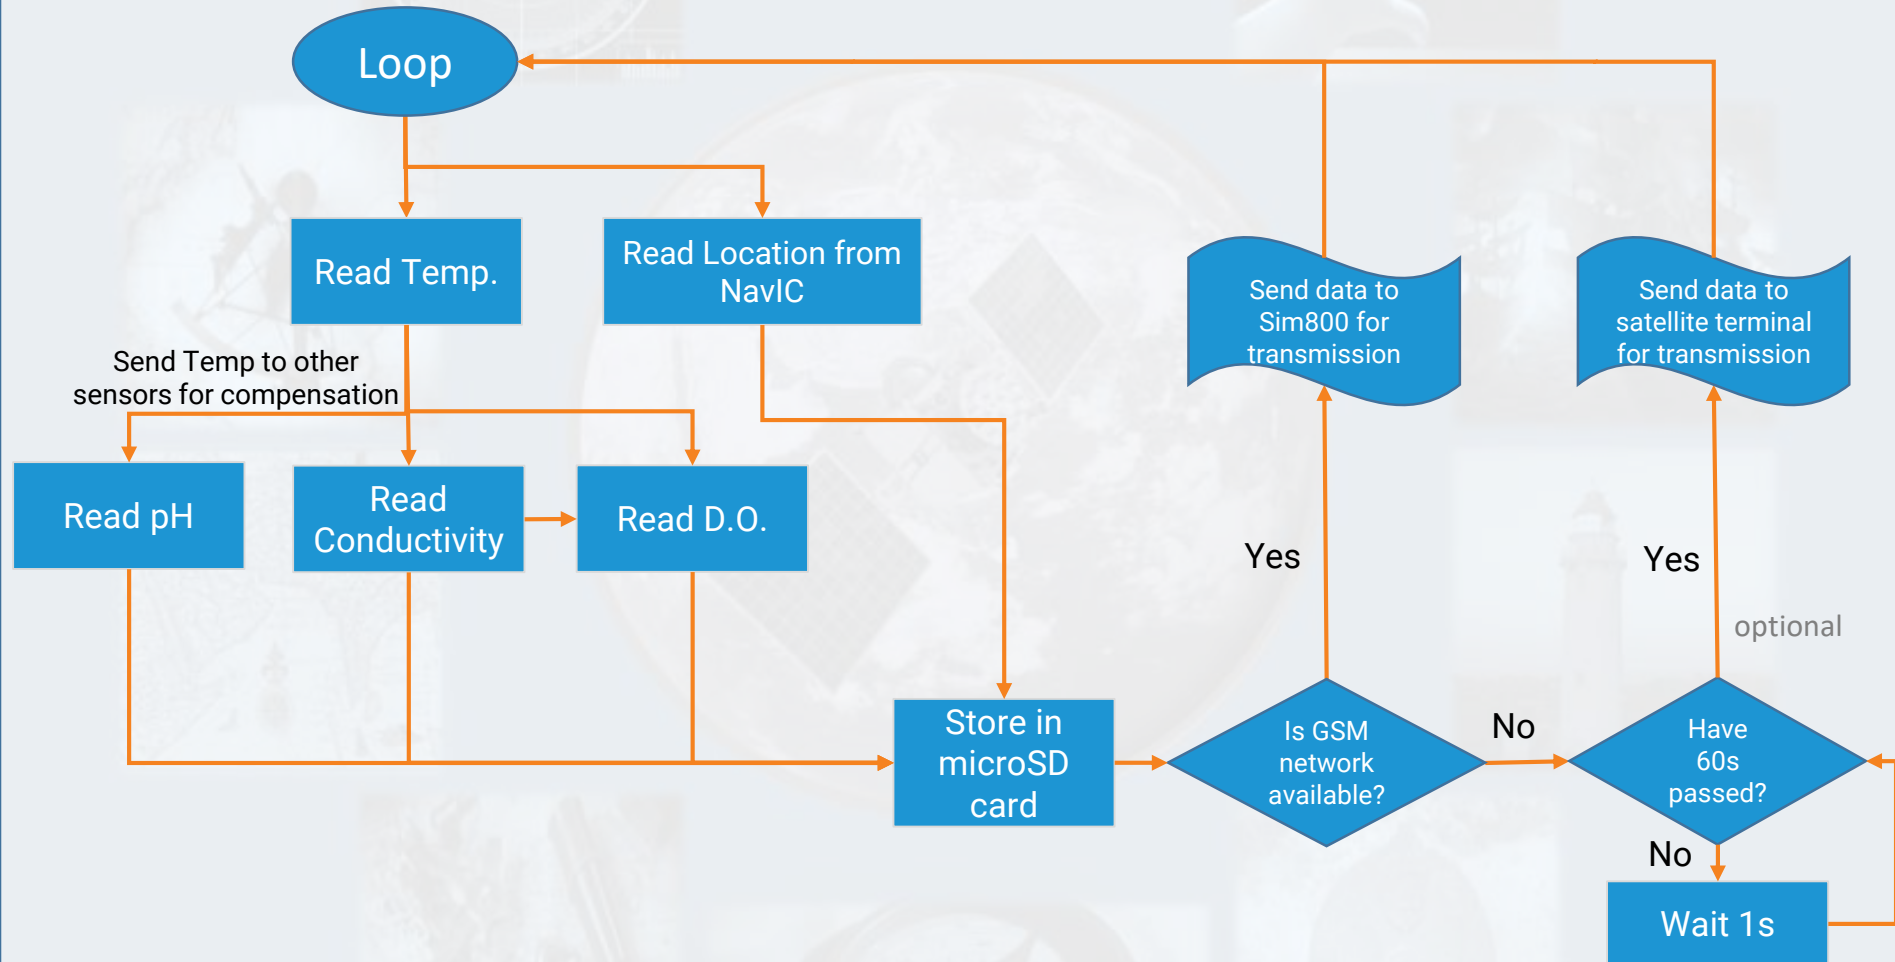 Loop
Read Temp.
Read Location from
NavIC
Send data to
Sim800 for
transmission
Send data to
satellite terminal
for transmission
Send Temp to other
sensors for compensation
Read pH
Read
Conductivity
Read D.O.
Yes
Yes
optional
Store in
microSD
card
Is GSM
network
available?
No
Have
60s
passed?
No
Wait 1s